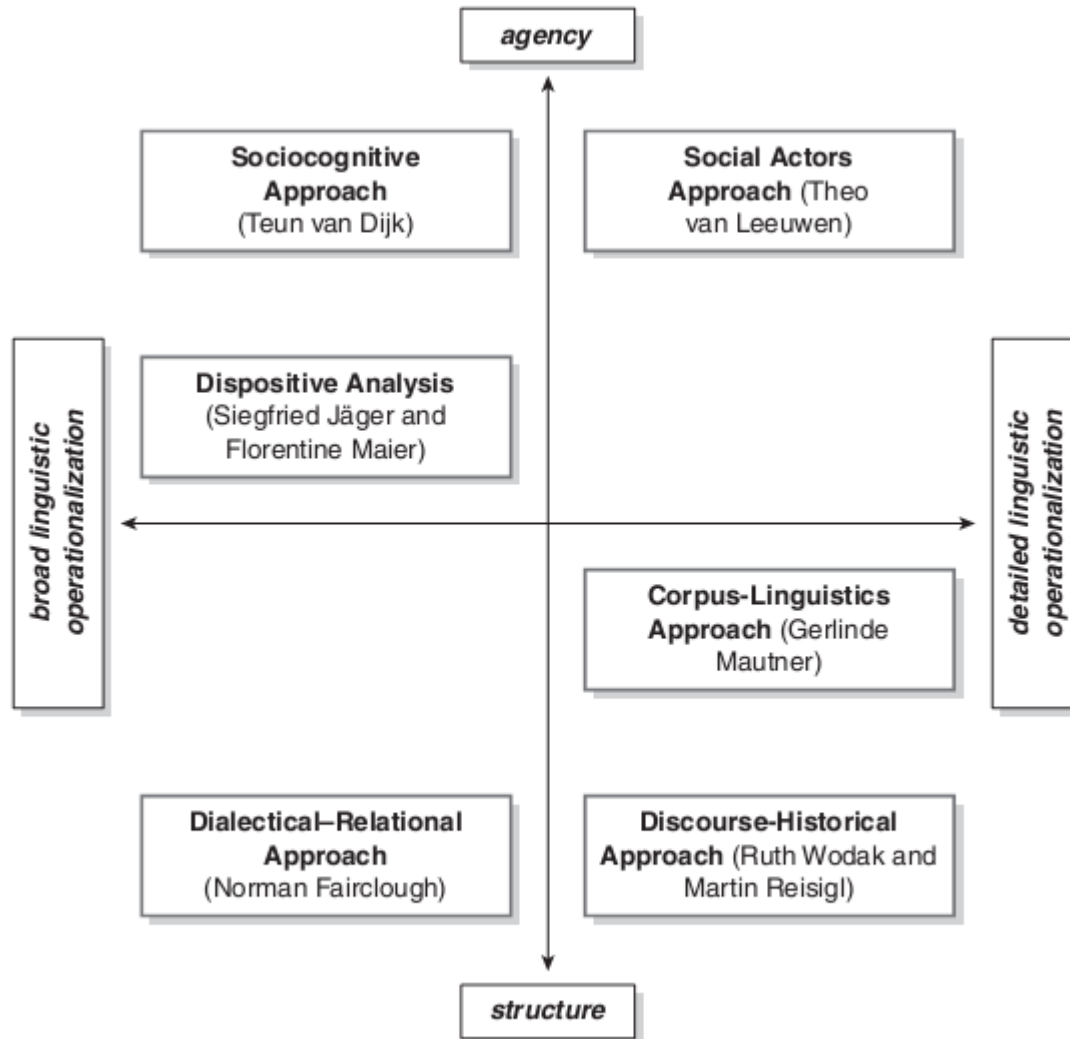 agency
Sociocognitive
Approach
(Teun van Dijk)
Social Actors
Approach (Theo
van Leeuwen)
broad linguistic
operationalization
Dispositive Analysis
(Siegfried Jäger and
Florentine Maier)
detailed linguistic
operationalization
Corpus-Linguistics
Approach (Gerlinde
Mautner)
Dialectical–Relational
Approach
(Norman Fairclough)
Discourse-Historical
Approach (Ruth Wodak and
Martin Reisigl)
structure